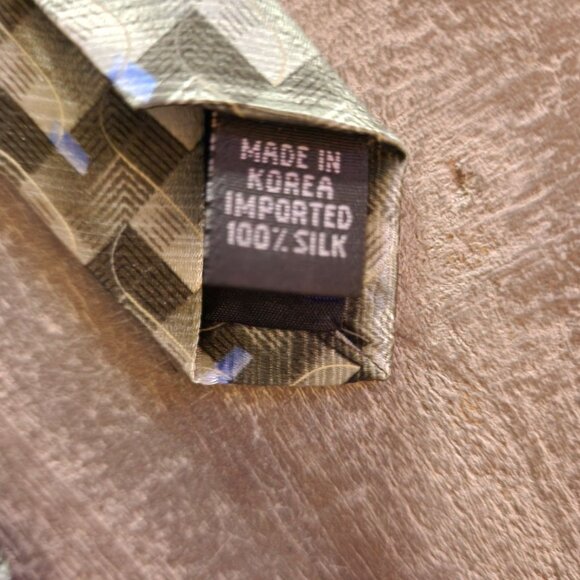 MADE IN
KOREA
IMPORTED
100% SILK